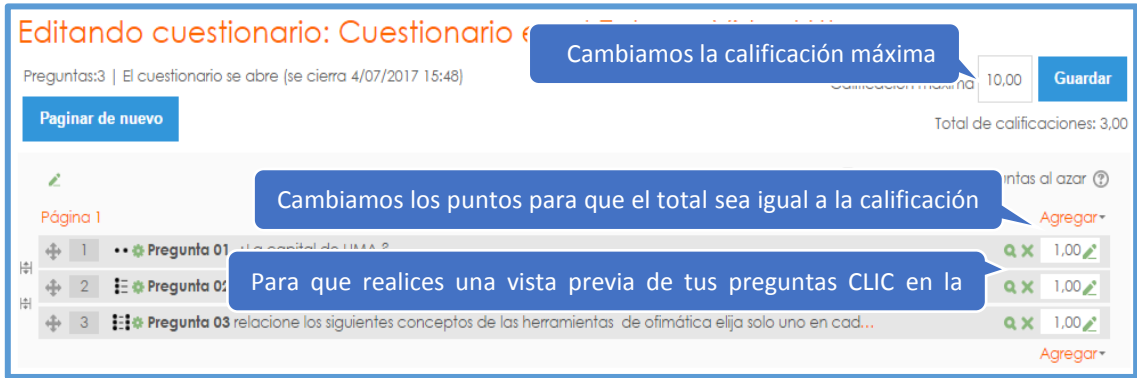 Editando cuestionario: Cuestionario e
Cambiamos la calificación máxima
Preguntas:3 | El cuestionario se abre (se cierra 4/07/2017 15:48)
10,00
Guardar
Paginar de nuevo
Total de calificaciones: 3,00
Cambiamos los puntos para que el total sea igual a la calificación
al azar
Página 1
Agregar
1 Pregunta 01 1,00
Para que realices una vista previa de tus preguntas CLIC en la
2 Pregunta 02 1,00
3 Pregunta 03 relacione los siguientes conceptos de las herramientas de ofimática elija solo uno en cad... 1,00
Agregar